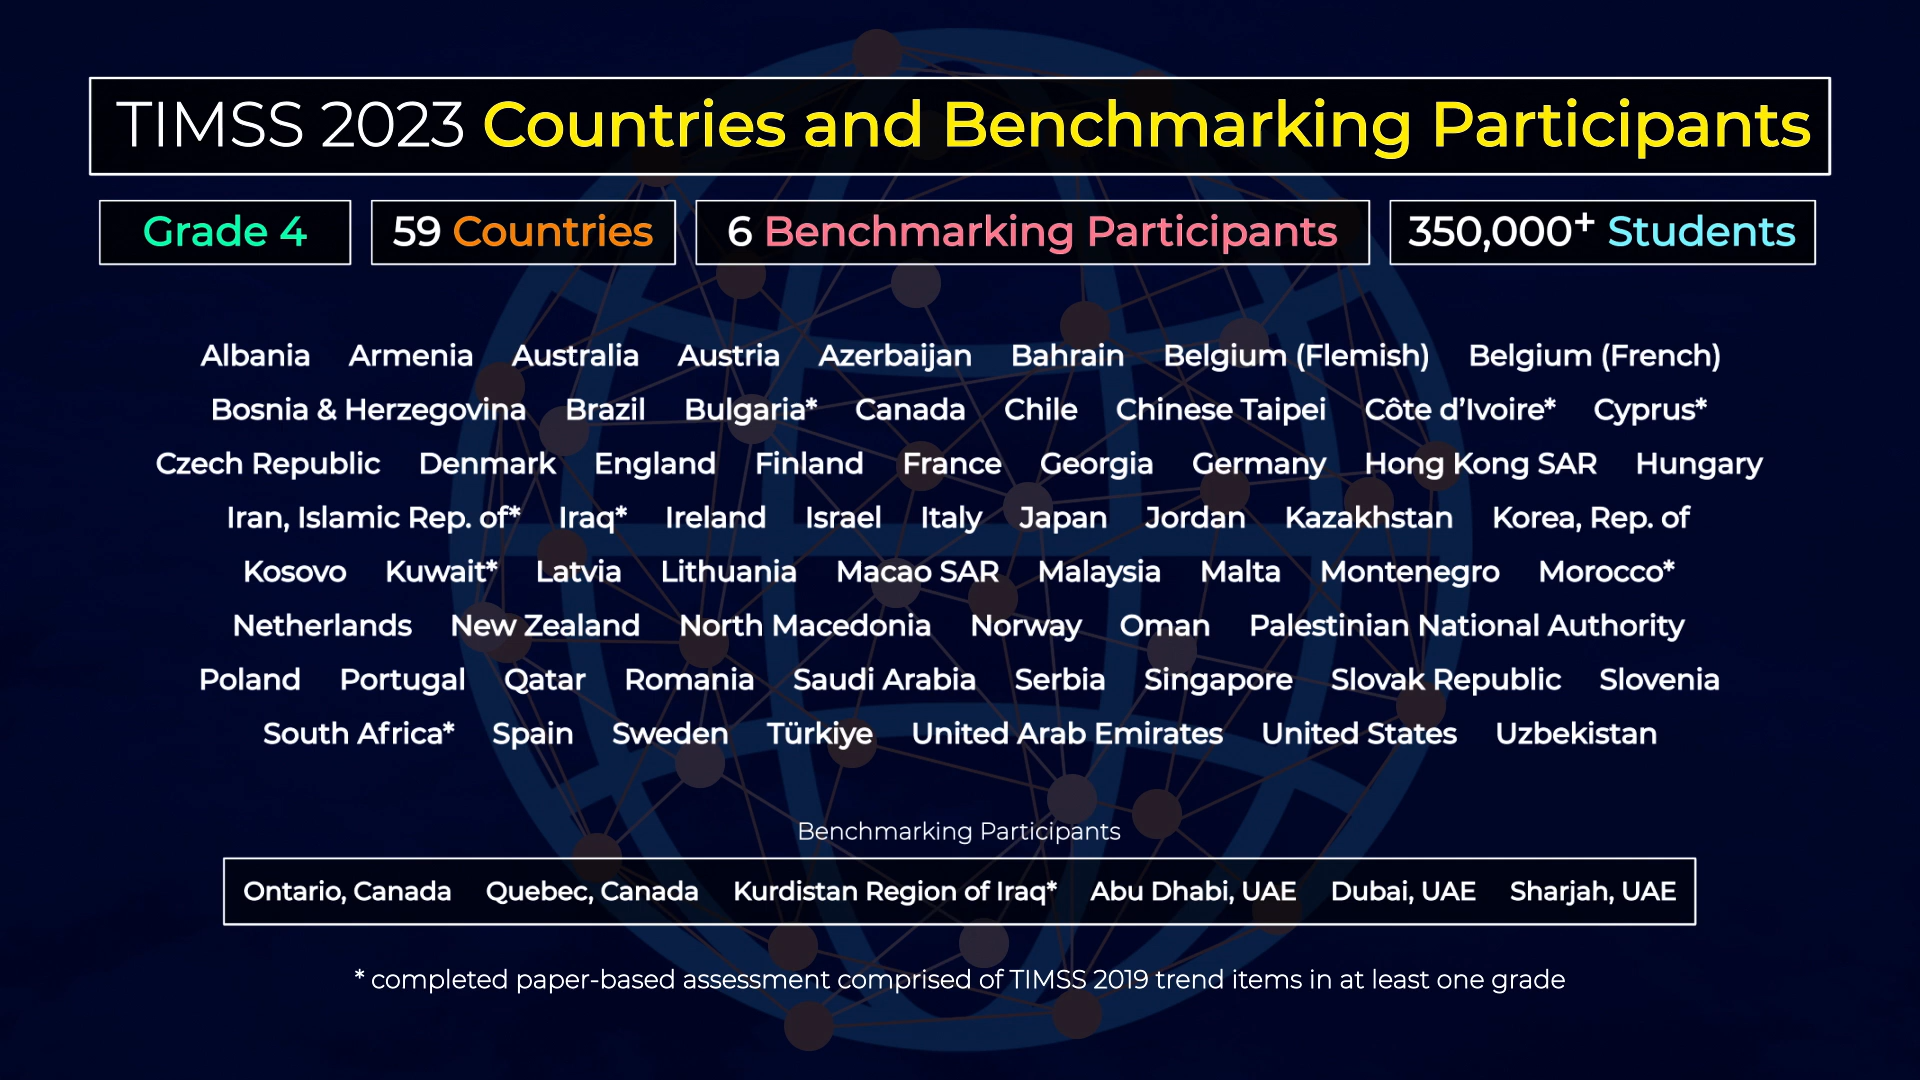 TIMSS 2023 Countries and Benchmarking Participants
Grade 4 59 Countries 6 Benchmarking Participants 350,000+ Students
Albania Armenia Australia Austria Azerbaijan Bahrain Belgium (Flemish) Belgium (French)
Bosnia & Herzegovina Brazil Bulgaria* Canada Chile Chinese Taipei Côte d’Ivoire* Cyprus*
Czech Republic Denmark England Finland France Georgia Germany Hong Kong SAR Hungary
Iran, Islamic Rep. of* Iraq* Ireland Israel Italy Japan Jordan Kazakhstan Korea, Rep. of
Kosovo Kuwait* Latvia Lithuania Macao SAR Malaysia Malta Montenegro Morocco*
Netherlands New Zealand North Macedonia Norway Oman Palestinian National Authority
Poland Portugal Qatar Romania Saudi Arabia Serbia Singapore Slovak Republic Slovenia
South Africa* Spain Sweden Türkiye United Arab Emirates United States Uzbekistan
Benchmarking Participants
Ontario, Canada Quebec, Canada Kurdistan Region of Iraq* Abu Dhabi, UAE Dubai, UAE Sharjah, UAE
* completed paper-based assessment comprised of TIMSS 2019 trend items in at least one grade